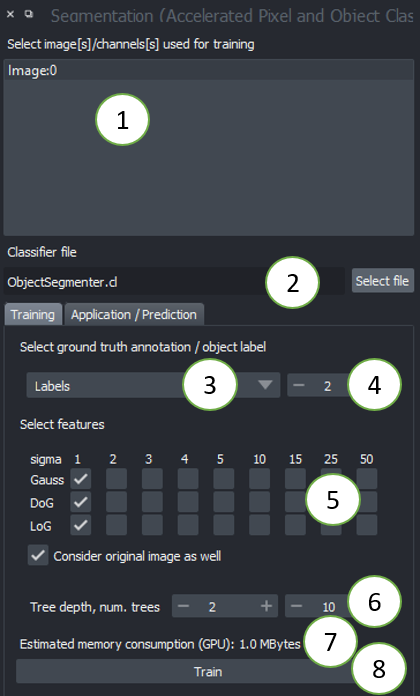 Segmentation (Accelerated Pixel and Object Clas
Select image[s]/channels[s] used for training
Image:0
1
Classifier file
ObjectSegmenter.cl 2 Select file
Training Application / Prediction
Select ground truth annotation / object label
Labels 3 − 2 4
Select features
sigma 1 2 3 4 5 10 15 25 50
Gauss
DoG 5
LoG
Consider original image as well
Tree depth, num. trees − 2 + − 10 6
Estimated memory consumption (GPU): 1.0 MBytes 7
Train 8